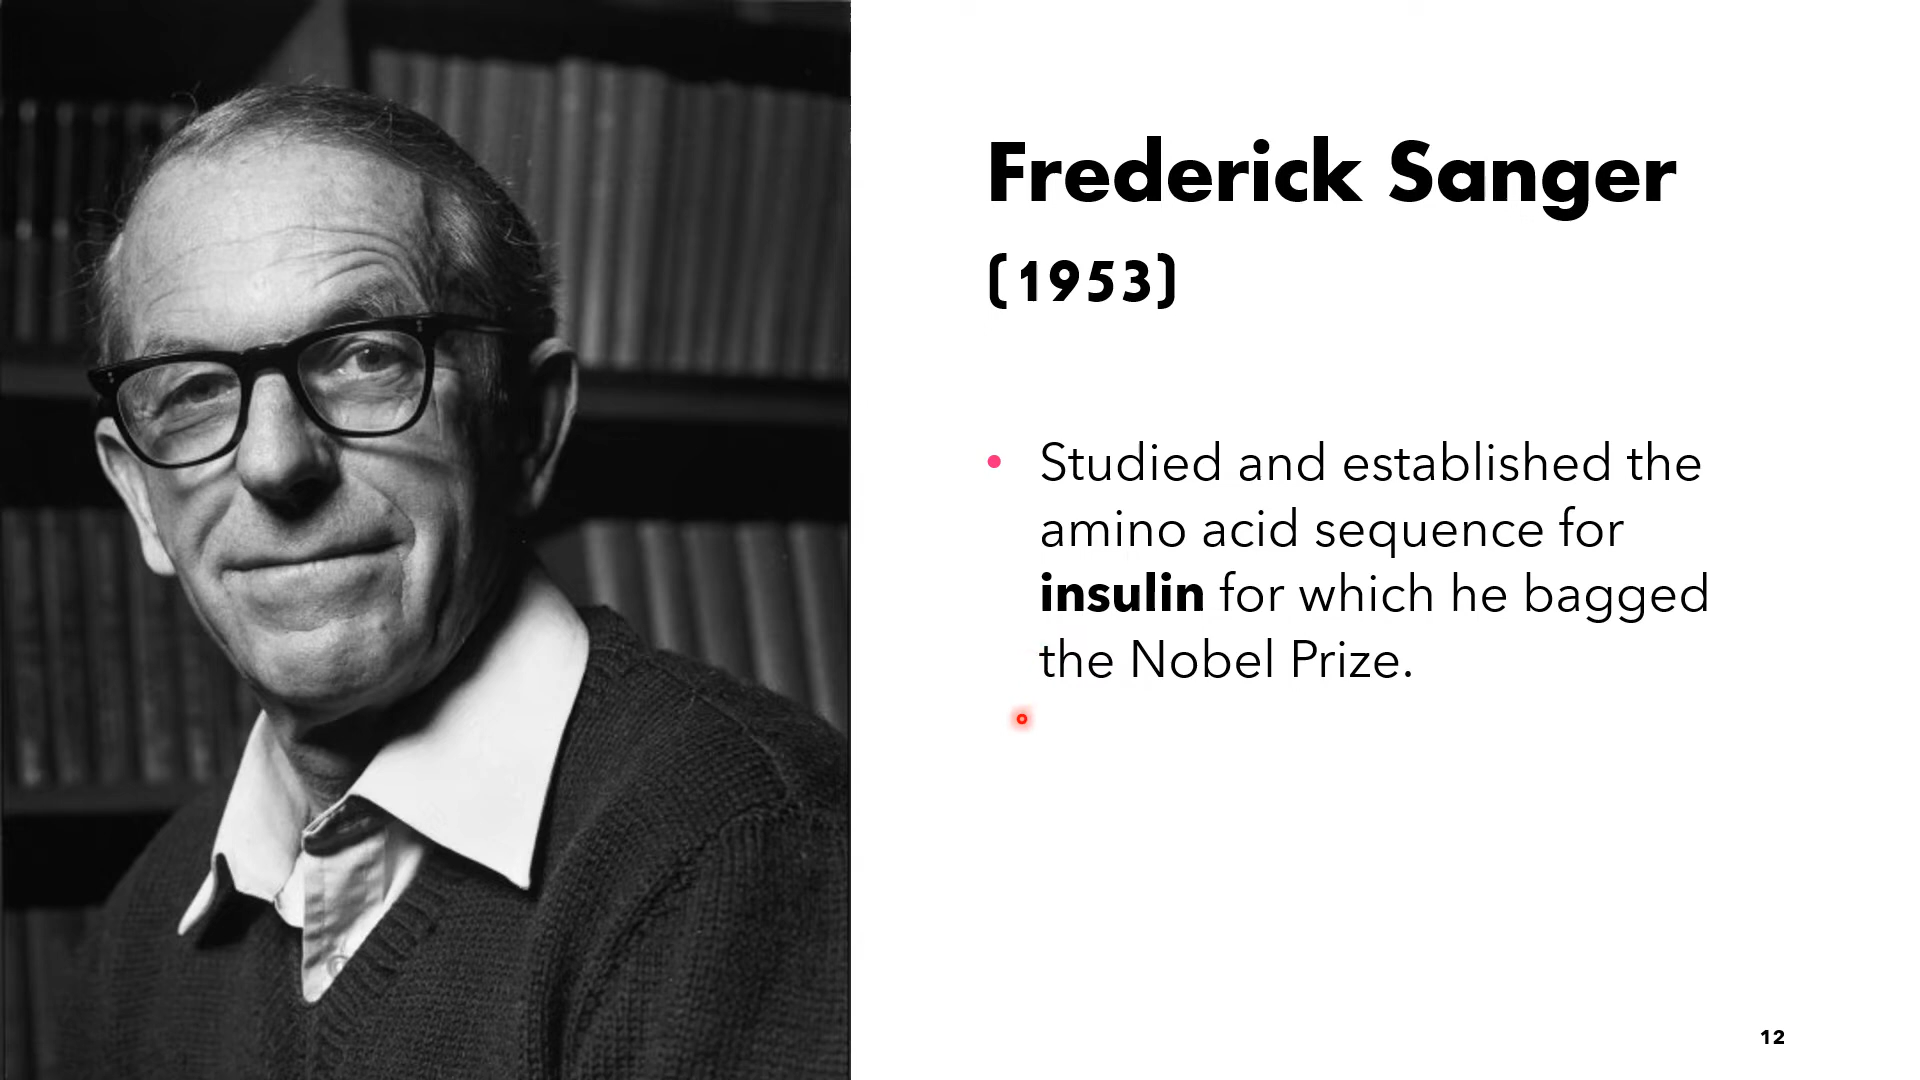 Frederick Sanger
(1953)
• Studied and established the
amino acid sequence for
insulin for which he bagged
the Nobel Prize.
12